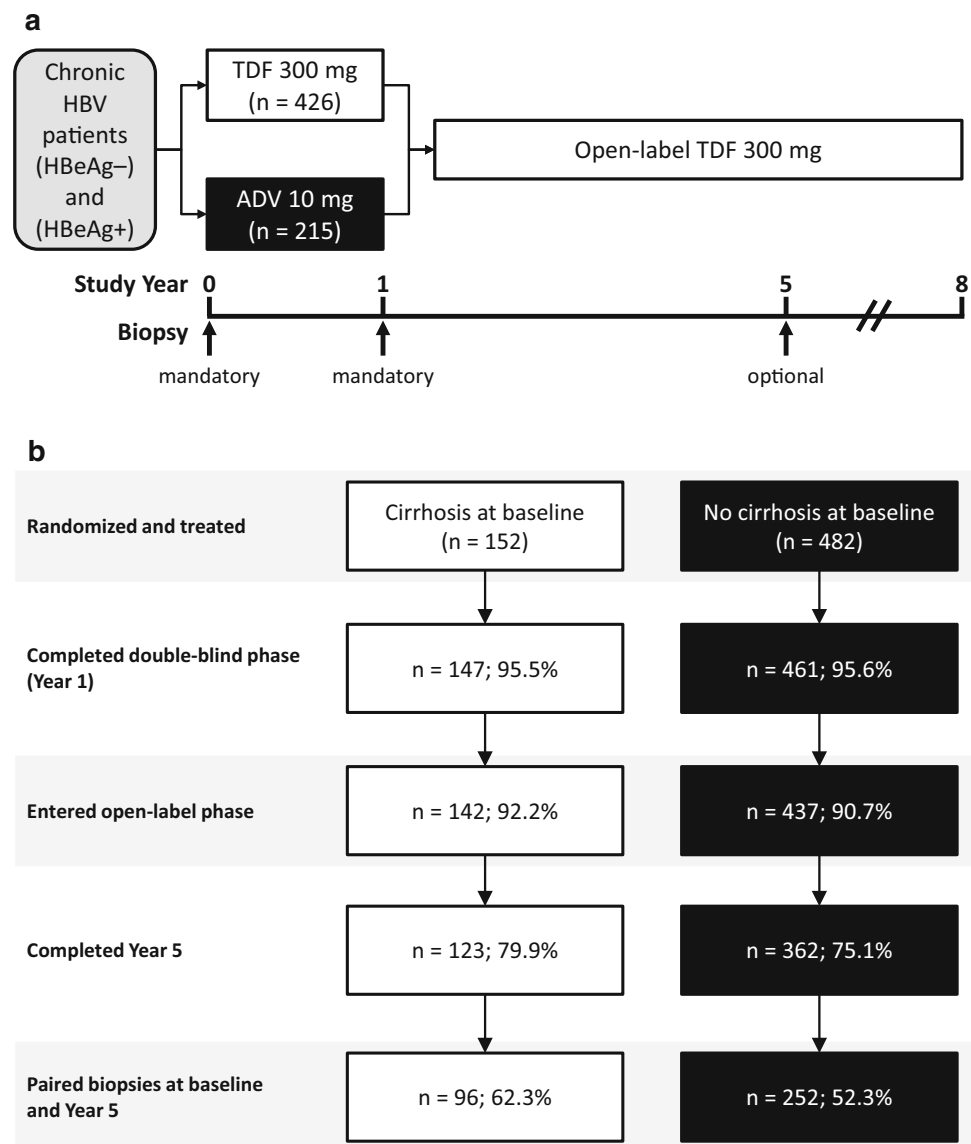 a
Chronic
HBV
patients
(HBeAg–)
and
(HBeAg+)
TDF 300 mg
(n = 426)
ADV 10 mg
(n = 215)
Open-label TDF 300 mg
Study Year 0 1 5 8
Biopsy
mandatory mandatory optional
b
Randomized and treated
Cirrhosis at baseline
(n = 152)
No cirrhosis at baseline
(n = 482)
Completed double-blind phase
(Year 1)
n = 147; 95.5%
n = 461; 95.6%
Entered open-label phase
n = 142; 92.2%
n = 437; 90.7%
Completed Year 5
n = 123; 79.9%
n = 362; 75.1%
Paired biopsies at baseline
and Year 5
n = 96; 62.3%
n = 252; 52.3%